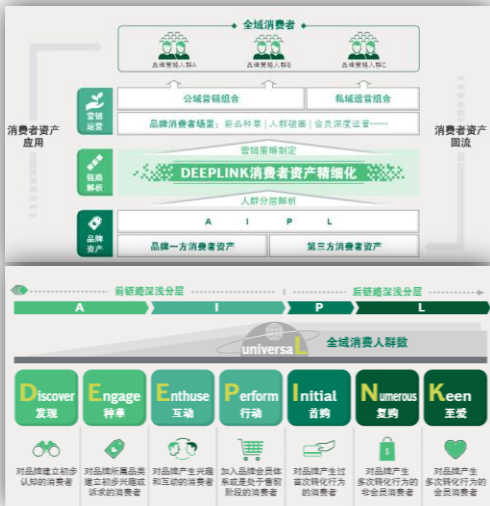 全域消费者
品牌策略人群A
品牌策略人群B
品牌策略人群C
营销
运营
公域营销组合
私域运营组合
品牌消费者场景：新品种草 | 人群破圈 | 会员深度运营……
消费者资产
应用
消费者资产
回流
营销策略制定
链路
解析
DEEPLINK消费者资产精细化
人群分层解析
品牌
资产
A I P L
品牌一方消费者资产
第三方消费者资产
前链路深浅分层
后链路深浅分层
A I P L
universaL
全域消费人群数
Discover
发现
Engage
种草
Enthuse
互动
Perform
行动
Initial
首购
Numerous
复购
Keen
至爱
对品牌建立初步
认知的消费者
对品牌所属品类
建立初步兴趣或
诉求的消费者
对品牌产生兴趣
和互动的消费者
加入品牌会员体
系或是处于售前
阶段的消费者
对品牌产生过
首次转化行为
的消费者
对品牌产生
多次转化行为的
非会员消费者
对品牌产生
多次转化行为的
会员消费者